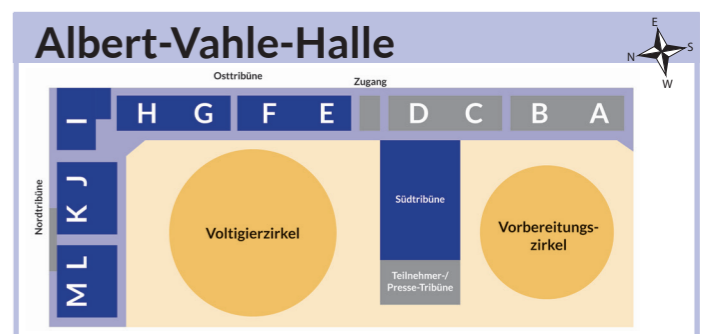 Albert-Vahle-Halle
E
N
S
W
Osttribüne
Zugang
H G F E D C B A
I
J
K
L
M
Nordtribüne
Voltigierzirkel
Südtribüne
Teilnehmer-/
Presse-Tribüne
Vorbereitungs-
zirkel